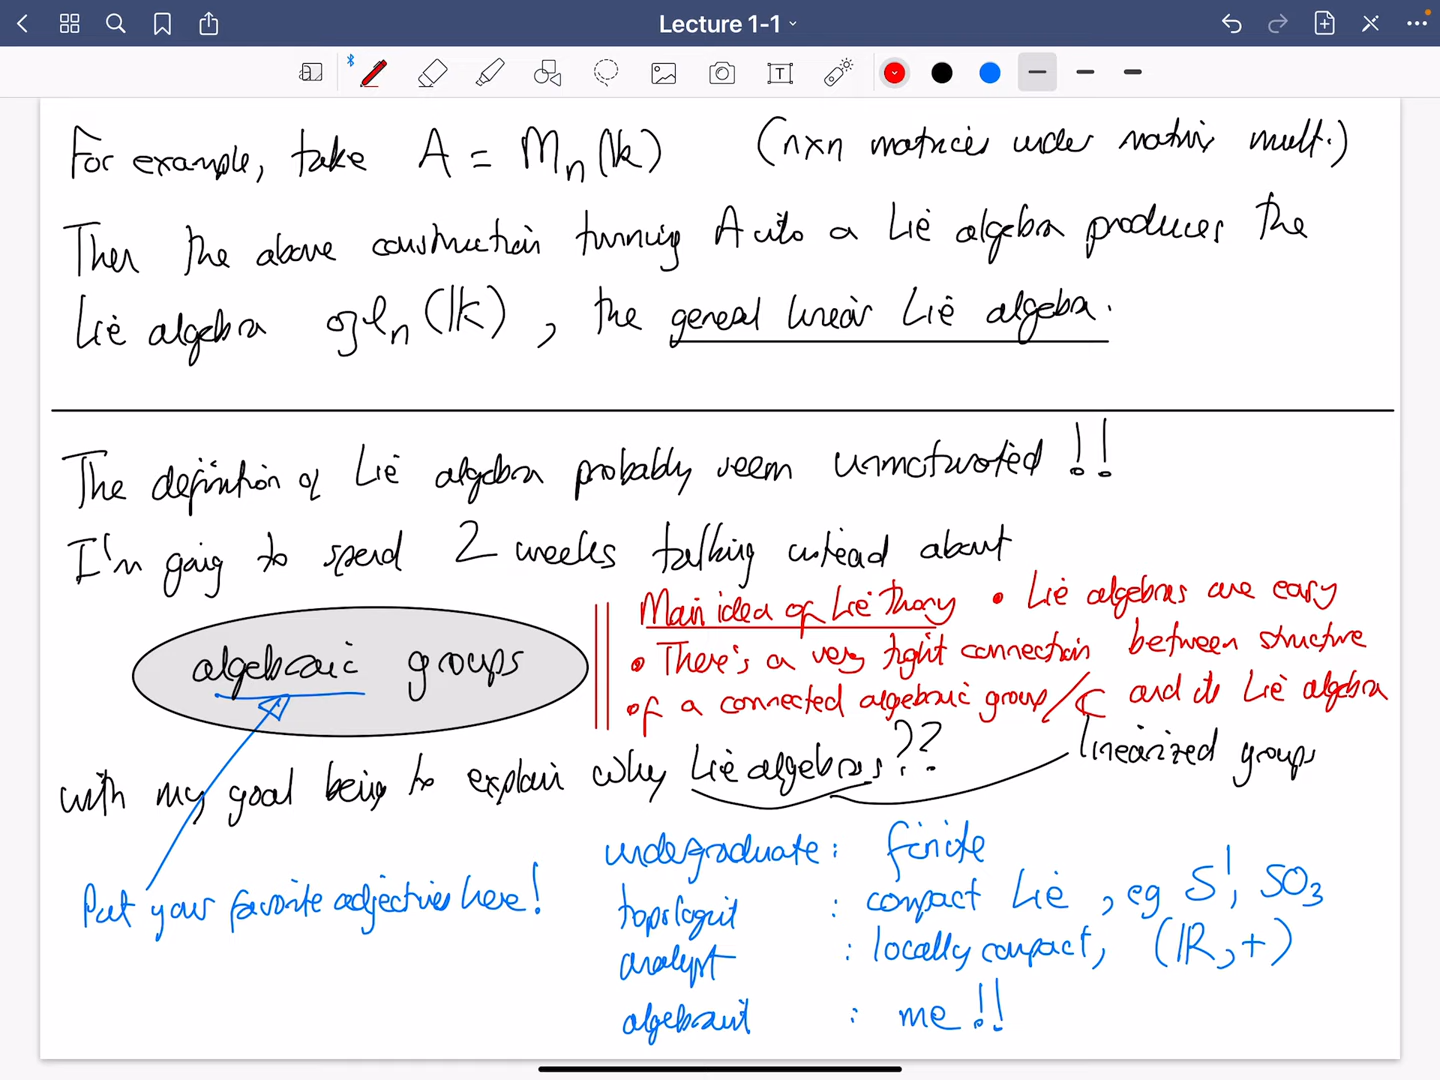 Lecture 1-1
For example, take A = Mn(k) (n×n matrices under matrix mult.)
Then the above construction turning A into a Lie algebra produces the
Lie algebra 𝔤𝔩n(k), the general linear Lie algebra.
The definition of Lie algebra probably seem unmotivated!!
I'm going to spend 2 weeks talking instead about
algebraic groups
Main idea of Lie theory • Lie algebras are easy
• There's a very tight connection between structure
of a connected algebraic group/ℂ and its Lie algebra
with my goal being to explain why Lie algebras??
linearized groups
Put your favorite adjectives here!
undergraduate: finite
topologist : compact Lie, eg S¹, SO₃
analyst : locally compact, (ℝ,+)
algebraist : me!!